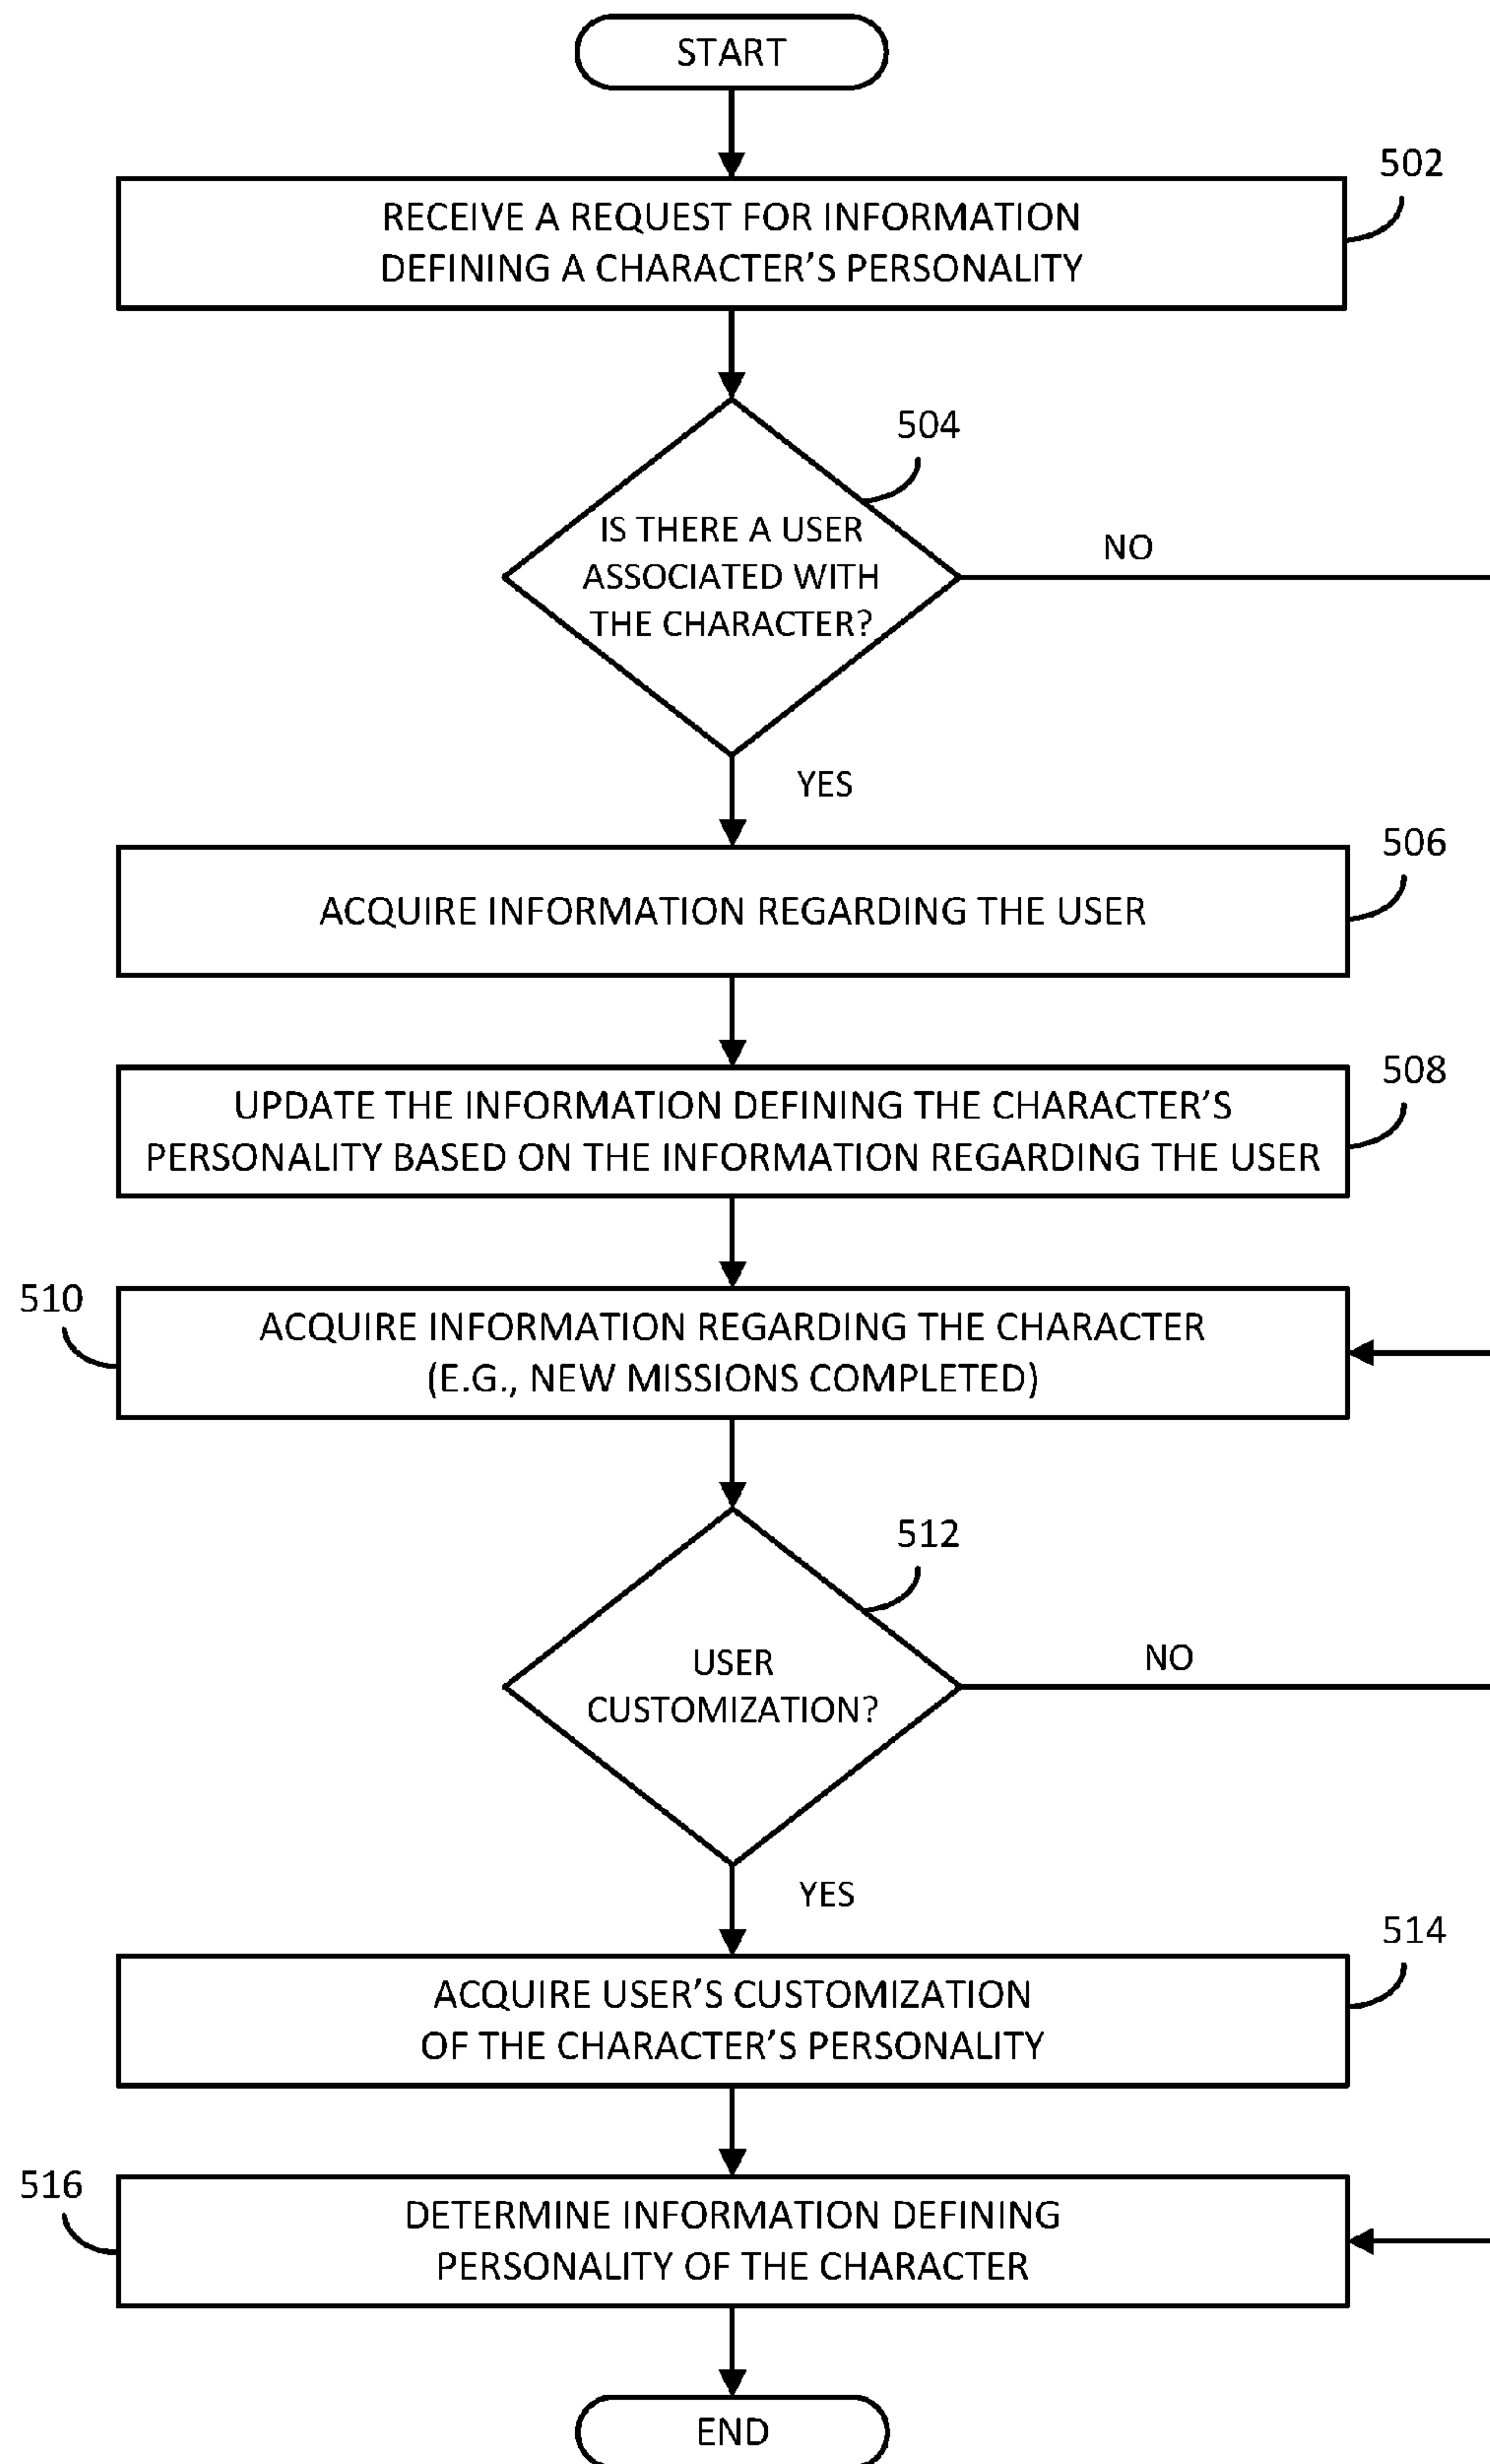 START
502
RECEIVE A REQUEST FOR INFORMATION
DEFINING A CHARACTER'S PERSONALITY
504
IS THERE A USER
ASSOCIATED WITH
THE CHARACTER?
NO
YES
506
ACQUIRE INFORMATION REGARDING THE USER
508
UPDATE THE INFORMATION DEFINING THE CHARACTER'S
PERSONALITY BASED ON THE INFORMATION REGARDING THE USER
510
ACQUIRE INFORMATION REGARDING THE CHARACTER
(E.G., NEW MISSIONS COMPLETED)
512
USER
CUSTOMIZATION?
NO
YES
514
ACQUIRE USER'S CUSTOMIZATION
OF THE CHARACTER'S PERSONALITY
516
DETERMINE INFORMATION DEFINING
PERSONALITY OF THE CHARACTER
END